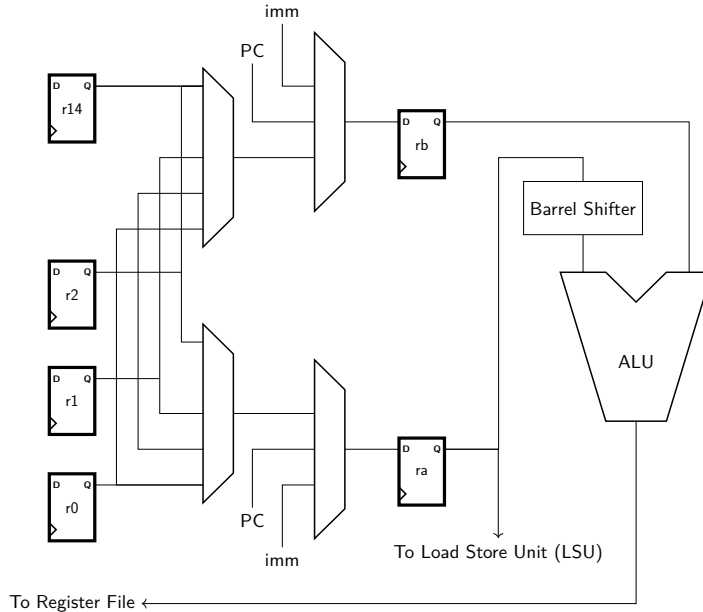 imm
PC
D Q
r14
D Q
rb
Barrel Shifter
D Q
r2
ALU
D Q
r1
D Q
ra
D Q
r0
PC
imm
To Load Store Unit (LSU)
To Register File